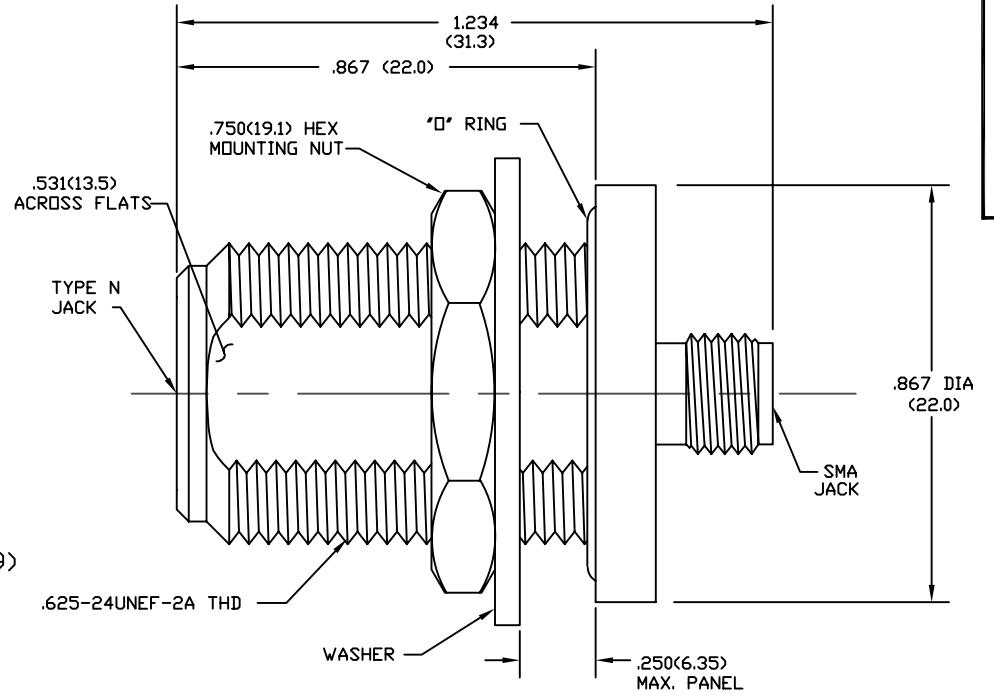 1.234
(31.3)
.867 (22.0)
.750(19.1) HEX
MOUNTING NUT
"O" RING
.531(13.5)
ACROSS FLATS
TYPE N
JACK
.867 DIA
(22.0)
SMA
JACK
9)
.625-24UNEF-2A THD
WASHER
.250(6.35)
MAX. PANEL